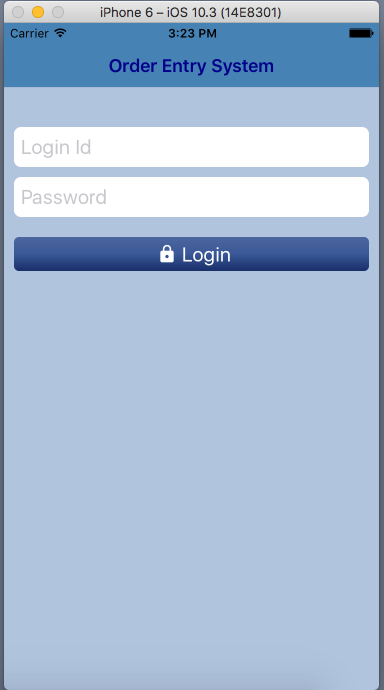 iPhone 6 – iOS 10.3 (14E8301)
Carrier 3:23 PM
Order Entry System
Login Id
Password
Login